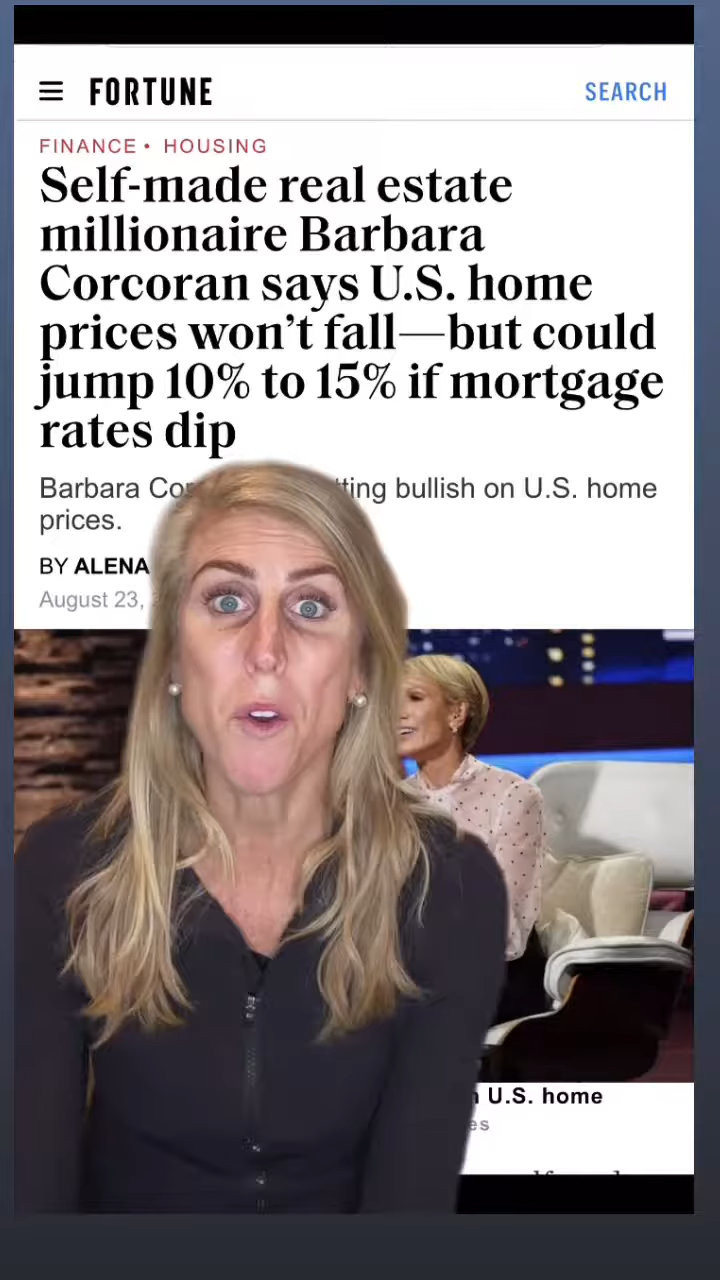 FORTUNE
SEARCH
FINANCE • HOUSING
Self-made real estate
millionaire Barbara
Corcoran says U.S. home
prices won’t fall—but could
jump 10% to 15% if mortgage
rates dip
Barbara ting bullish on U.S. home
prices.
BY ALENA
August 23,
U.S. home